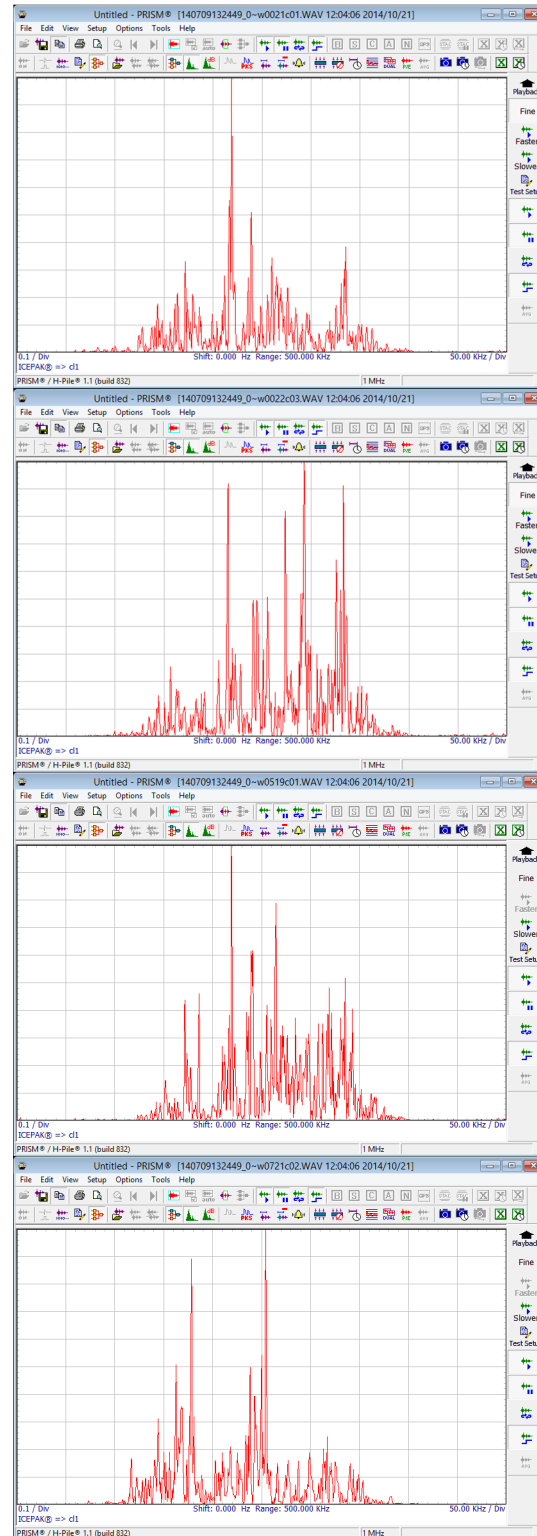 Untitled - PRISM® [140709132449_0~w0021c01.WAV 12:04:06 2014/10/21]
File Edit View Setup Options Tools Help
Playback
Fine
Faster
Slower
Test Setup
0.1 / Div Shift: 0.000 Hz Range: 500.000 KHz 50.00 KHz / Div
ICEPAK® => cl1
PRISM® / H-Pile® 1.1 (build 832) 1 MHz
Untitled - PRISM® [140709132449_0~w0022c03.WAV 12:04:06 2014/10/21]
File Edit View Setup Options Tools Help
Playback
Fine
Faster
Slower
Test Setup
0.1 / Div Shift: 0.000 Hz Range: 500.000 KHz 50.00 KHz / Div
ICEPAK® => cl1
PRISM® / H-Pile® 1.1 (build 832) 1 MHz
Untitled - PRISM® [140709132449_0~w0519c01.WAV 12:04:06 2014/10/21]
File Edit View Setup Options Tools Help
Playback
Fine
Faster
Slower
Test Setup
0.1 / Div Shift: 0.000 Hz Range: 500.000 KHz 50.00 KHz / Div
ICEPAK® => cl1
PRISM® / H-Pile® 1.1 (build 832) 1 MHz
Untitled - PRISM® [140709132449_0~w0721c02.WAV 12:04:06 2014/10/21]
File Edit View Setup Options Tools Help
Playback
Fine
Faster
Slower
Test Setup
0.1 / Div Shift: 0.000 Hz Range: 500.000 KHz 50.00 KHz / Div
ICEPAK® => cl1
PRISM® / H-Pile® 1.1 (build 832) 1 MHz